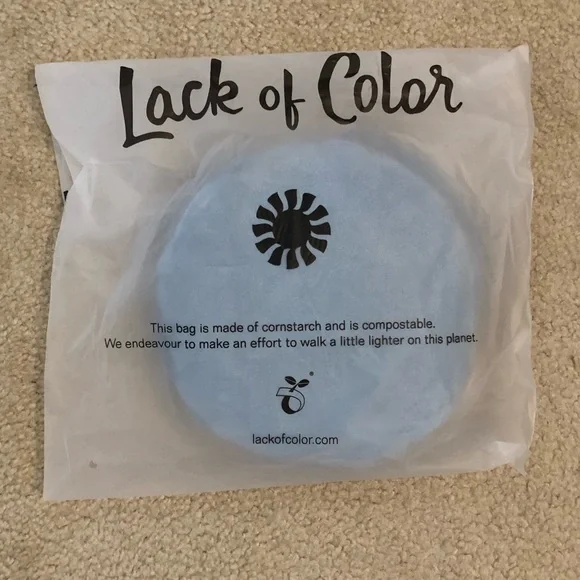 Lack of Color
This bag is made of cornstarch and is compostable.
We endeavour to make an effort to walk a little lighter on this planet.
®
lackofcolor.com